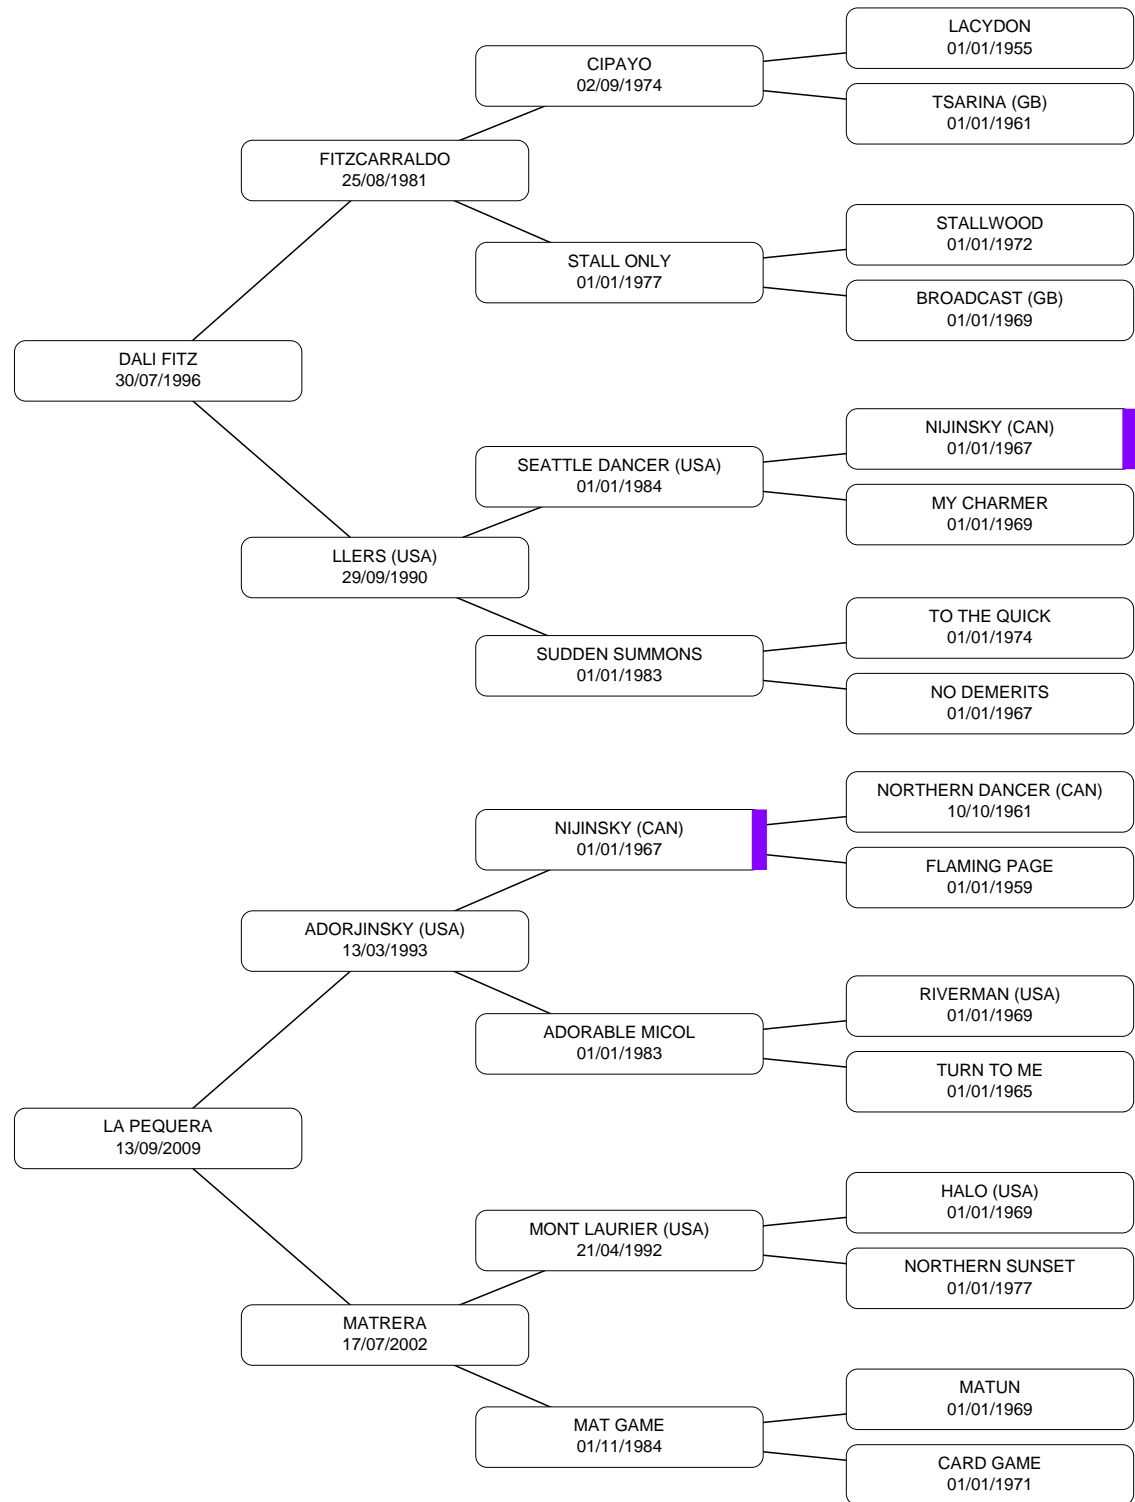 LACYDON
01/01/1955
CIPAYO
02/09/1974
TSARINA (GB)
01/01/1961
FITZCARRALDO
25/08/1981
STALLWOOD
01/01/1972
STALL ONLY
01/01/1977
BROADCAST (GB)
01/01/1969
DALI FITZ
30/07/1996
NIJINSKY (CAN)
01/01/1967
SEATTLE DANCER (USA)
01/01/1984
MY CHARMER
01/01/1969
LLERS (USA)
29/09/1990
TO THE QUICK
01/01/1974
SUDDEN SUMMONS
01/01/1983
NO DEMERITS
01/01/1967
NORTHERN DANCER (CAN)
10/10/1961
NIJINSKY (CAN)
01/01/1967
FLAMING PAGE
01/01/1959
ADORJINSKY (USA)
13/03/1993
RIVERMAN (USA)
01/01/1969
ADORABLE MICOL
01/01/1983
TURN TO ME
01/01/1965
LA PEQUERA
13/09/2009
HALO (USA)
01/01/1969
MONT LAURIER (USA)
21/04/1992
NORTHERN SUNSET
01/01/1977
MATRERA
17/07/2002
MATUN
01/01/1969
MAT GAME
01/11/1984
CARD GAME
01/01/1971